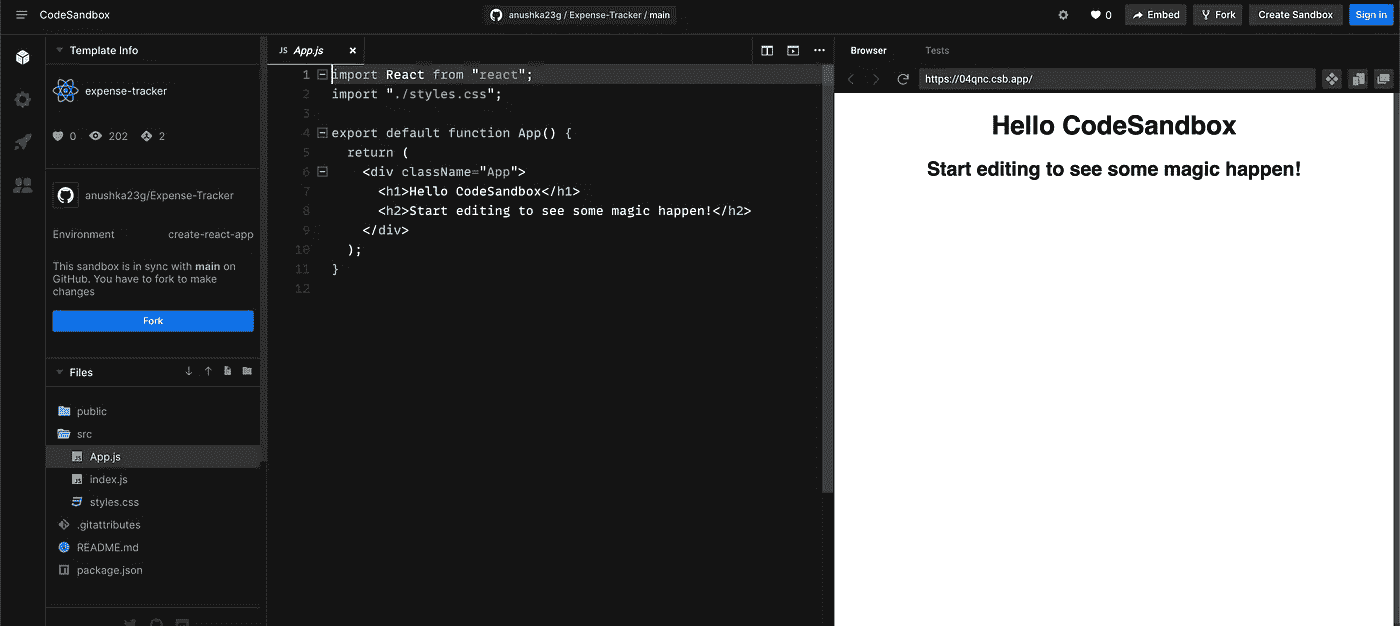 CodeSandbox
anushka23g / Expense-Tracker / main
0
Embed
Fork
Create Sandbox
Sign in
Template Info
expense-tracker
0 202 2
anushka23g/Expense-Tracker
Environment create-react-app
This sandbox is in sync with main on
GitHub. You have to fork to make
changes
Fork
Files
public
src
App.js
index.js
styles.css
.gitattributes
README.md
package.json
JS App.js
1 import React from "react";
2 import "./styles.css";
3
4 export default function App() {
5 return (
6 <div className="App">
7 <h1>Hello CodeSandbox</h1>
8 <h2>Start editing to see some magic happen!</h2>
9 </div>
10 );
11 }
12
Browser Tests
https://04qnc.csb.app/
Hello CodeSandbox
Start editing to see some magic happen!